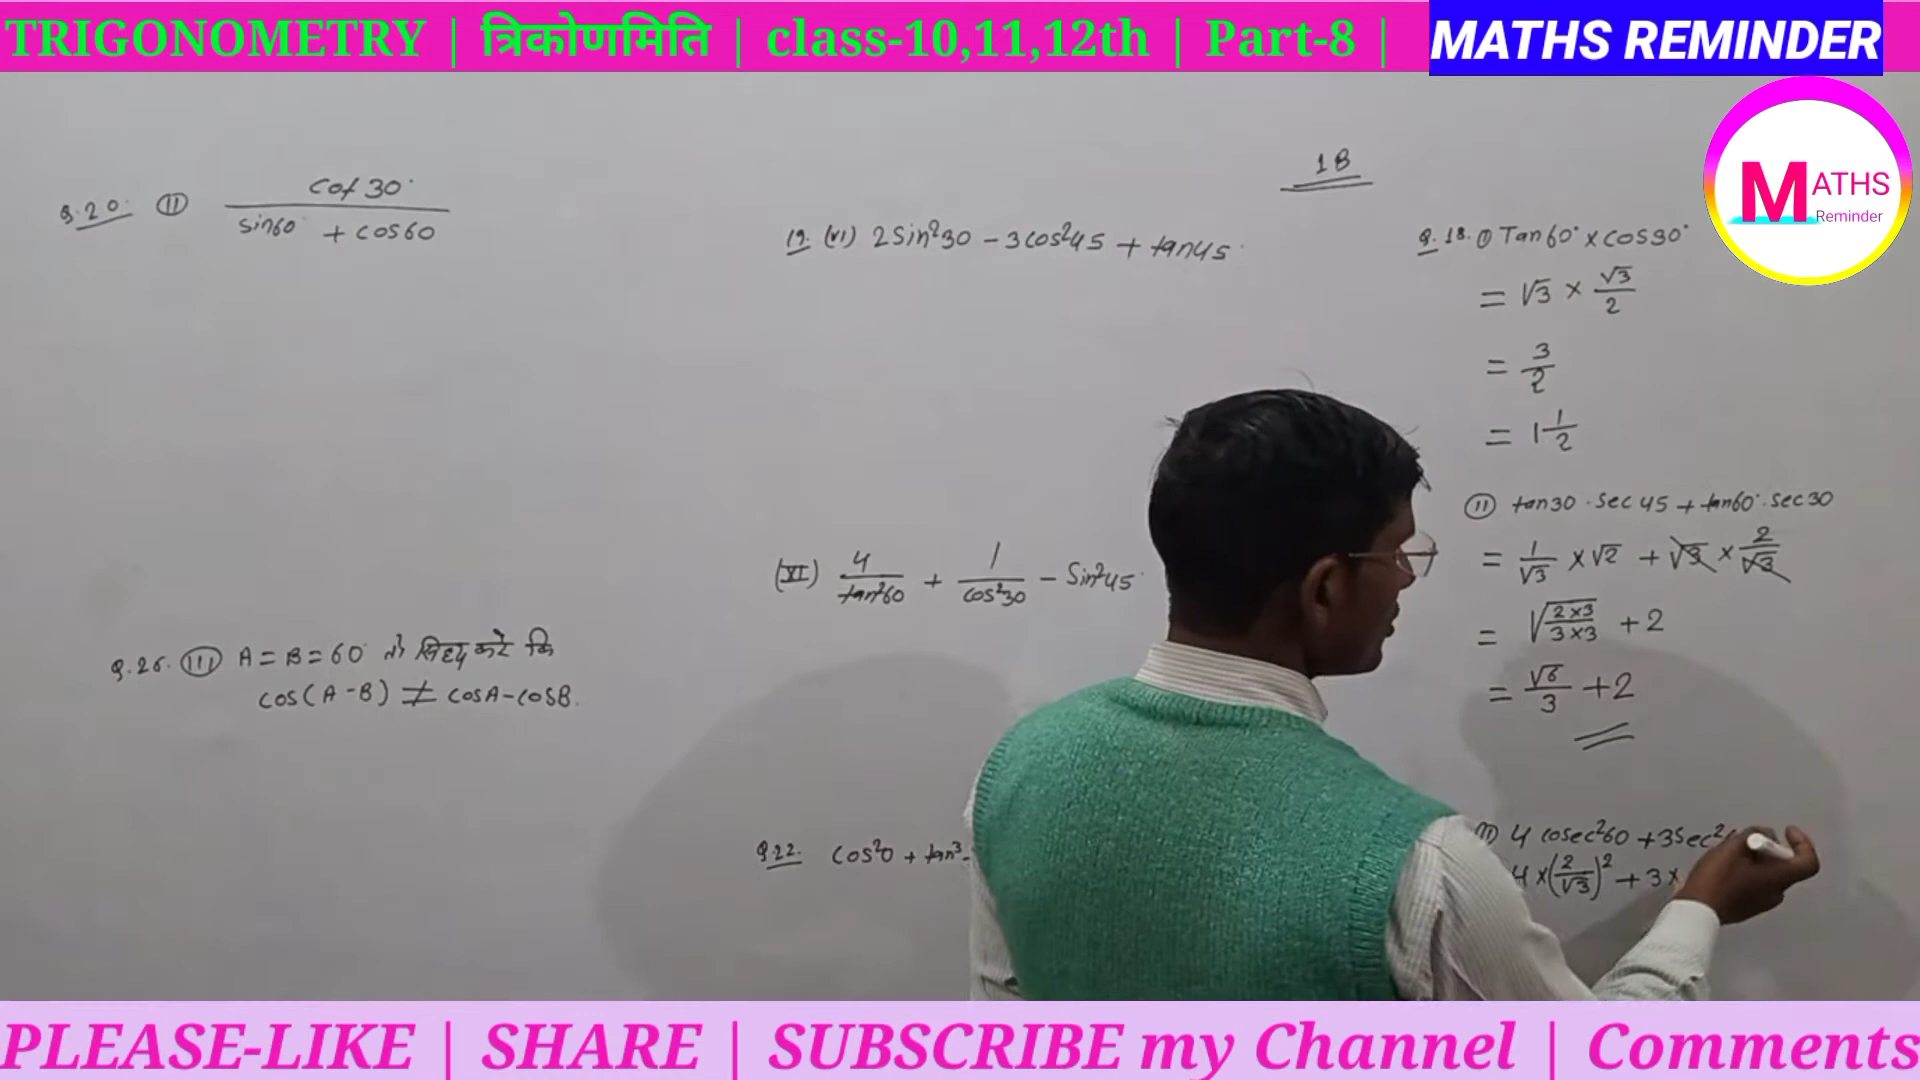 TRIGONOMETRY | त्रिकोणमिति | class-10,11,12th | Part-8 | MATHS REMINDER
MATHS
Reminder
18
Q.20. (II) cot 30° / sin60° + cos60
19. (VI) 2Sin²30 - 3cos²45 + tan45°
(XI) 4/tan²60 + 1/cos²30 - Sin²45°
Q.26. (III) A = B = 60° तो सिद्ध करे कि
cos(A-B) ≠ cosA-cosB.
Q.22. cos²0 + tan³
Q.18. (I) Tan60° x cos30°
= √3 × √3/2
= 3/2
= 1 1/2
(II) tan30 · sec45 + tan60° · sec30
= 1/√3 × √2 + √3 × 2/√3
= √(2×3/3×3) + 2
= √6/3 + 2
4 cosec²60 + 3Sec²
4 × (2/√3)² + 3 ×
PLEASE-LIKE | SHARE | SUBSCRIBE my Channel | Comments